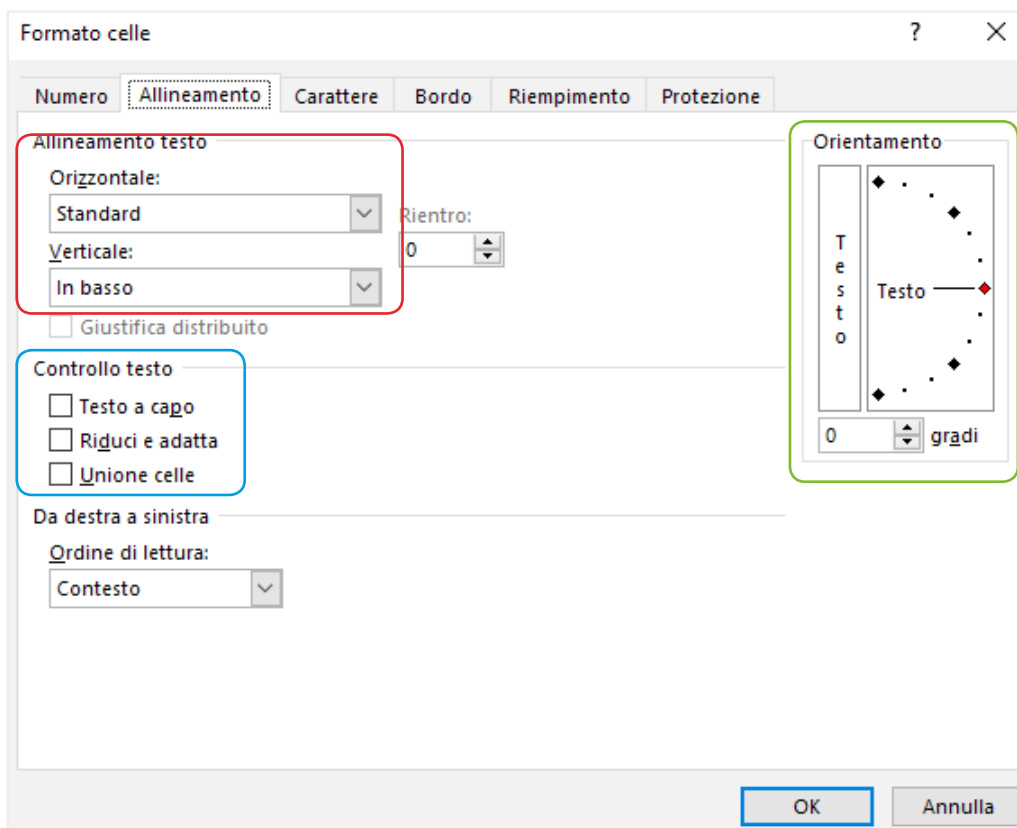 Formato celle ? ×
Numero Allineamento Carattere Bordo Riempimento Protezione
Allineamento testo
Orizzontale:
Standard
Rientro:
Verticale:
0
In basso
Giustifica distribuito
Controllo testo
Testo a capo
Riduci e adatta
Unione celle
Da destra a sinistra
Ordine di lettura:
Contesto
Orientamento
Testo
Testo
0 gradi
OK Annulla